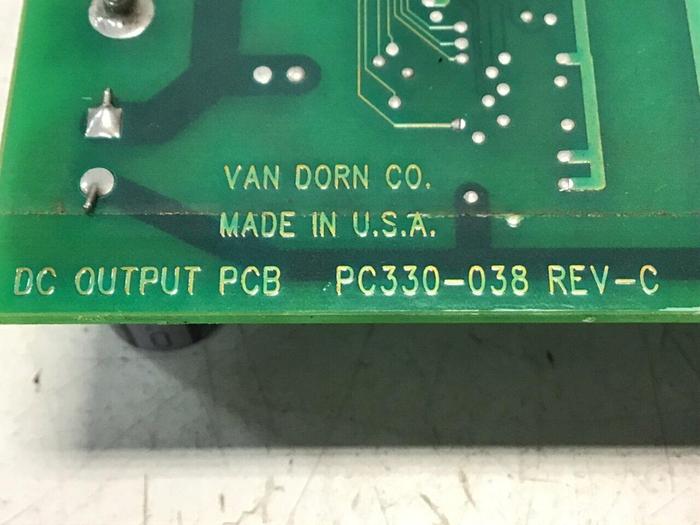 VAN DORN CO.
MADE IN U.S.A.
DC OUTPUT PCB PC330-038 REV-C